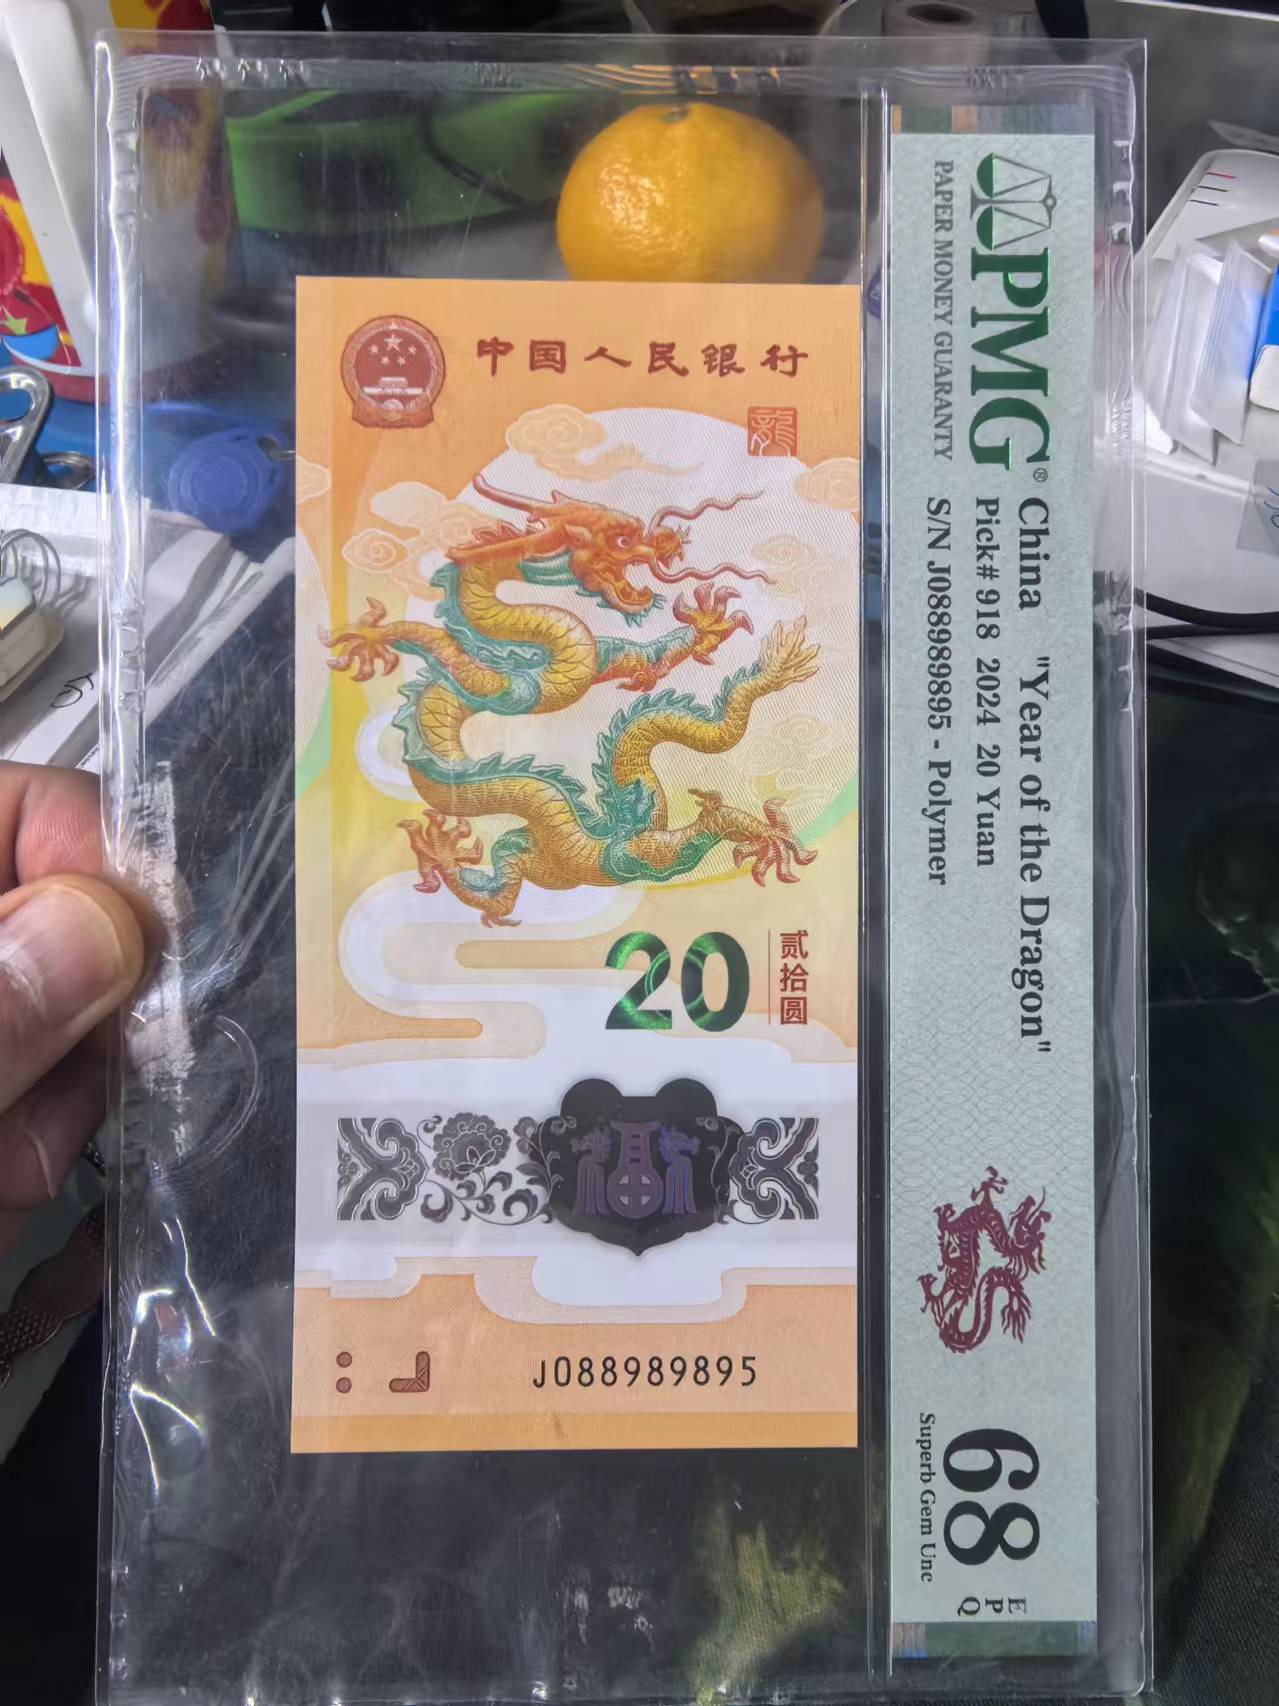 中国人民银行
龍
20
贰拾圆
J088989895
PMG®
PAPER MONEY GUARANTY
China "Year of the Dragon"
Pick# 918 2024 20 Yuan
S/N J088989895 - Polymer
68
EPQ
Superb Gem Unc